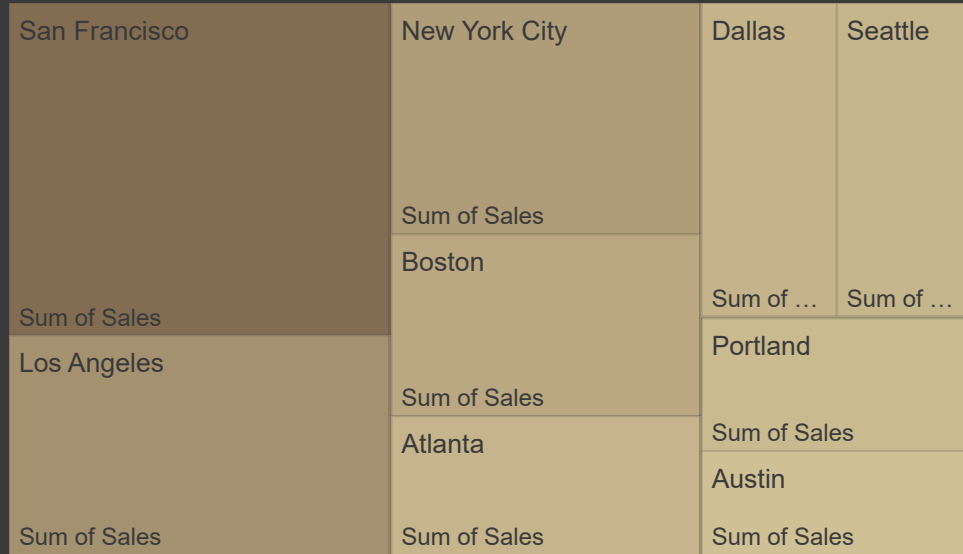 San Francisco
Sum of Sales
Los Angeles
Sum of Sales
New York City
Sum of Sales
Boston
Sum of Sales
Atlanta
Sum of Sales
Dallas
Sum of …
Seattle
Sum of …
Portland
Sum of Sales
Austin
Sum of Sales